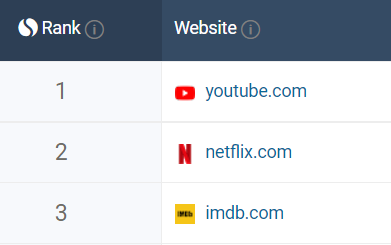 Rank Website
1 youtube.com
2 netflix.com
3 imdb.com